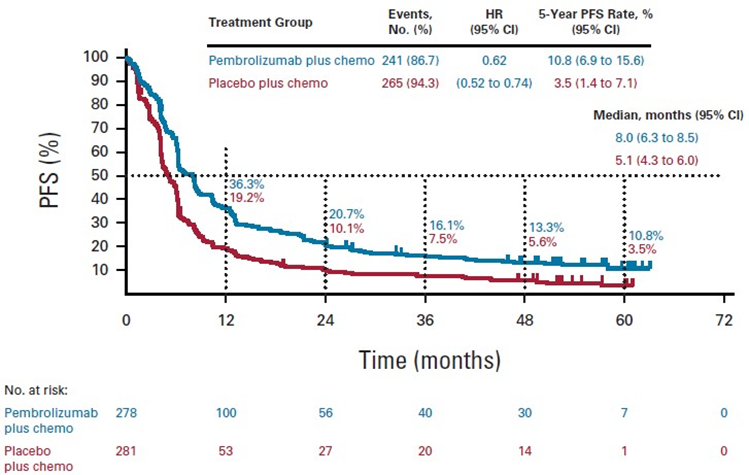 Treatment Group Events, No. (%) HR (95% CI) 5-Year PFS Rate, % (95% CI)
Pembrolizumab plus chemo 241 (86.7) 0.62 10.8 (6.9 to 15.6)
Placebo plus chemo 265 (94.3) (0.52 to 0.74) 3.5 (1.4 to 7.1)
Median, months (95% CI)
8.0 (6.3 to 8.5)
5.1 (4.3 to 6.0)
PFS (%)
100
90
80
70
60
50
40
30
20
10
36.3%
19.2%
20.7%
10.1%
16.1%
7.5%
13.3%
5.6%
10.8%
3.5%
0 12 24 36 48 60 72
Time (months)
No. at risk:
Pembrolizumab plus chemo 278 100 56 40 30 7 0
Placebo plus chemo 281 53 27 20 14 1 0